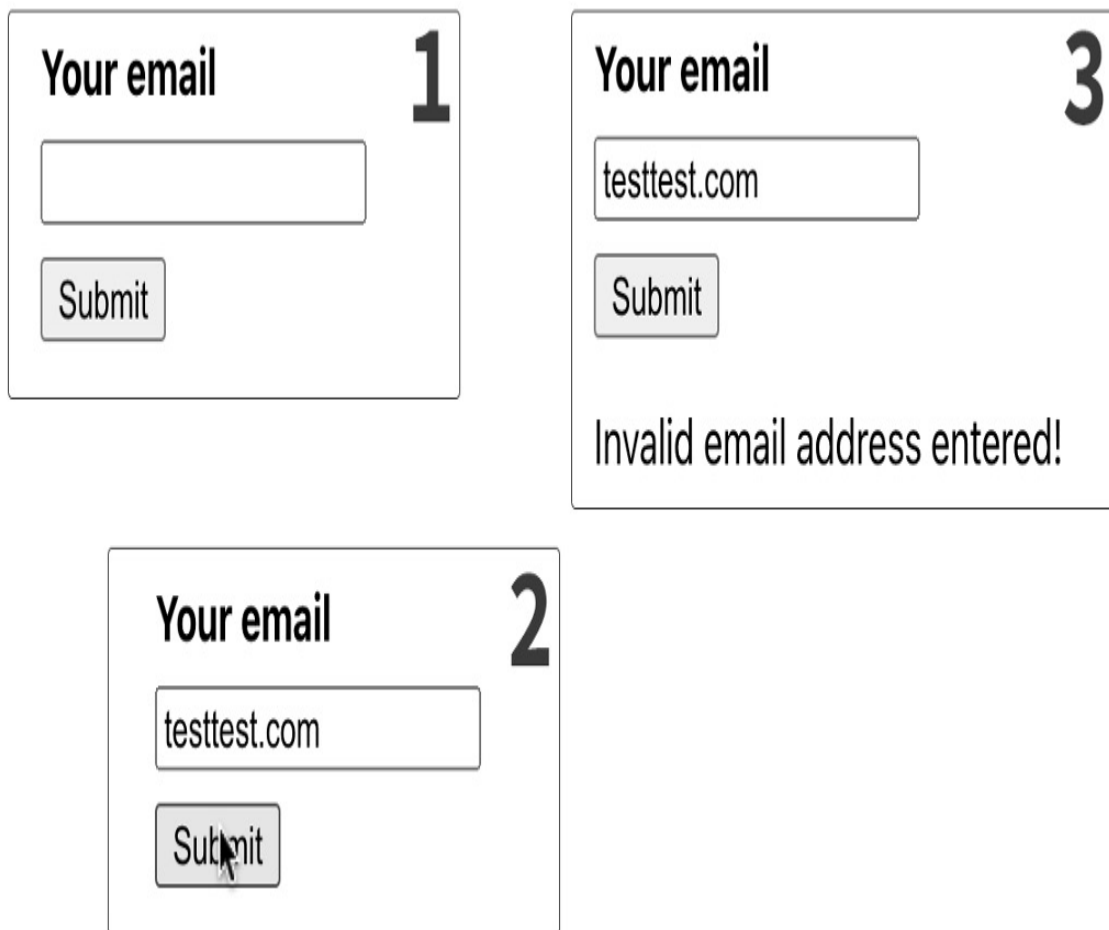 Your email
1
Submit
Your email
3
testtest.com
Submit
Invalid email address entered!
Your email
2
testtest.com
Submit